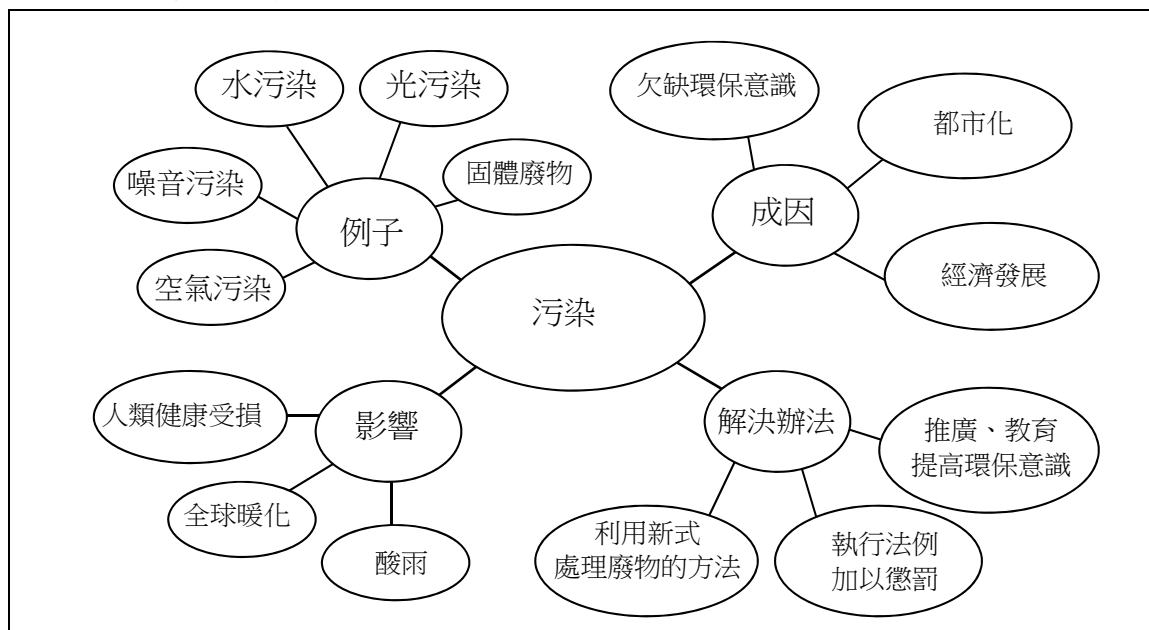 水污染
光污染
噪音污染
固體廢物
例子
空氣污染
欠缺環保意識
都市化
成因
經濟發展
污染
人類健康受損
影響
全球暖化
酸雨
解決辦法
推廣、教育
提高環保意識
利用新式
處理廢物的方法
執行法例
加以懲罰